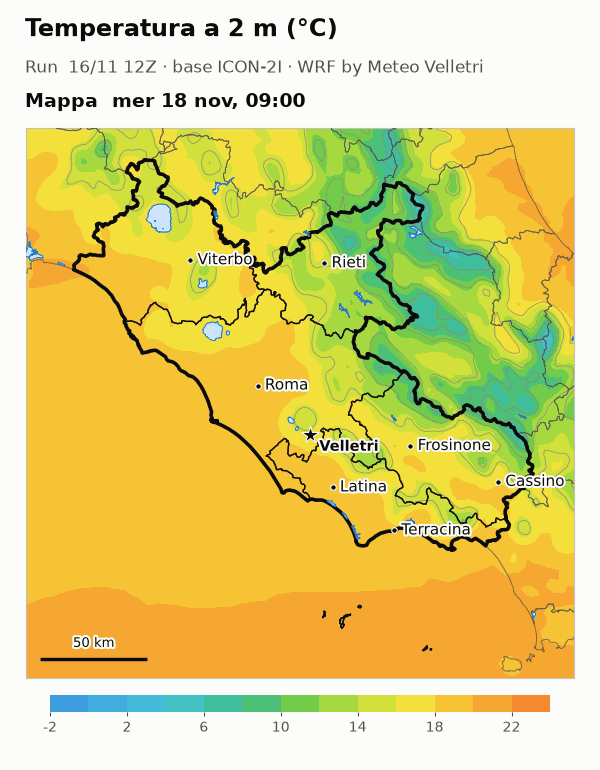 Temperatura a 2 m (°C)
Run 16/11 12Z · base ICON-2I · WRF by Meteo Velletri
Mappa mer 18 nov, 09:00
Viterbo
Rieti
Roma
Velletri
Frosinone
Latina
Cassino
Terracina
50 km
-2 2 6 10 14 18 22